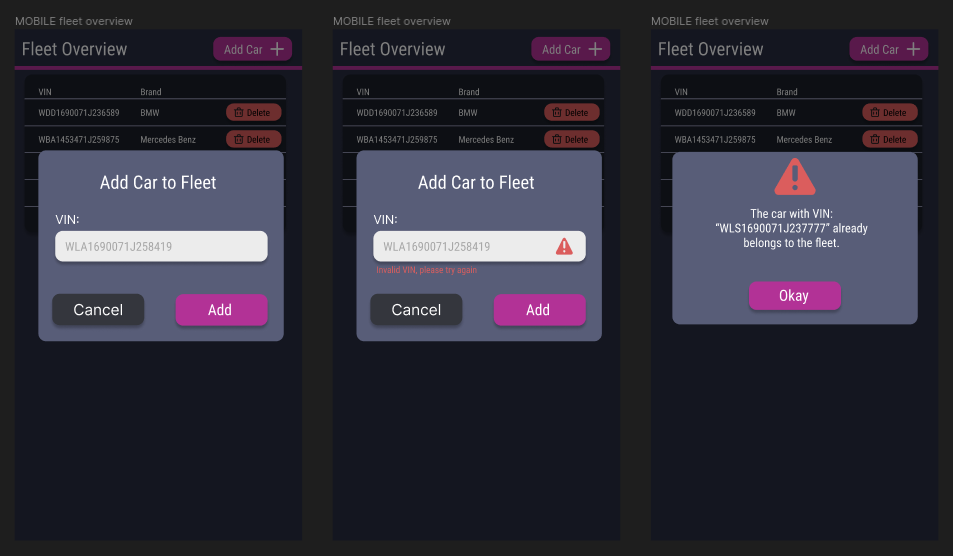 MOBILE fleet overview
Fleet Overview
Add Car
VIN Brand
WDD1690071J236589 BMW Delete
WBA1453471J259875 Mercedes Benz Delete
Add Car to Fleet
VIN:
WLA1690071J258419
Cancel Add
MOBILE fleet overview
Fleet Overview
Add Car
VIN Brand
WDD1690071J236589 BMW Delete
WBA1453471J259875 Mercedes Benz Delete
Add Car to Fleet
VIN:
WLA1690071J258419
Invalid VIN, please try again
Cancel Add
MOBILE fleet overview
Fleet Overview
Add Car
VIN Brand
WDD1690071J236589 BMW Delete
WBA1453471J259875 Mercedes Benz Delete
The car with VIN:
“WLS1690071J237777” already
belongs to the fleet.
Okay